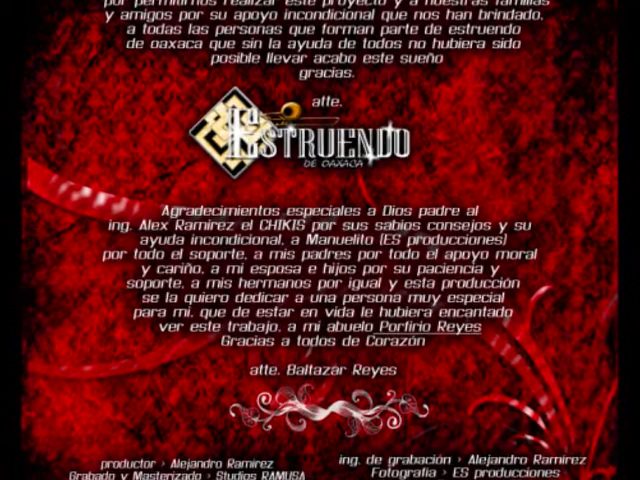 por permitirnos realizar este proyecto y a nuestras familias
y amigos por su apoyo incondicional que nos han brindado,
a todas las personas que forman parte de estruendo
de oaxaca que sin la ayuda de todos no hubiera sido
posible llevar acabo este sueño
gracias.
atte.
ESTRUENDO
DE OAXACA
Agradecimientos especiales a Dios padre al
ing. Alex Ramirez el CHIKIS por sus sabios consejos y su
ayuda incondicional, a Manuelito (ES producciones)
por todo el soporte, a mis padres por todo el apoyo moral
y cariño, a mi esposa e hijos por su paciencia y
soporte, a mis hermanos por igual y esta producción
se la quiero dedicar a una persona muy especial
para mi, que de estar en vida le hubiera encantado
ver este trabajo, a mi abuelo Porfirio Reyes
Gracias a todos de Corazón
atte. Baltazar Reyes
productor > Alejandro Ramirez
Grabado y Masterizado > Studios RAMUSA
ing. de grabación > Alejandro Ramirez
Fotografia > ES producciones